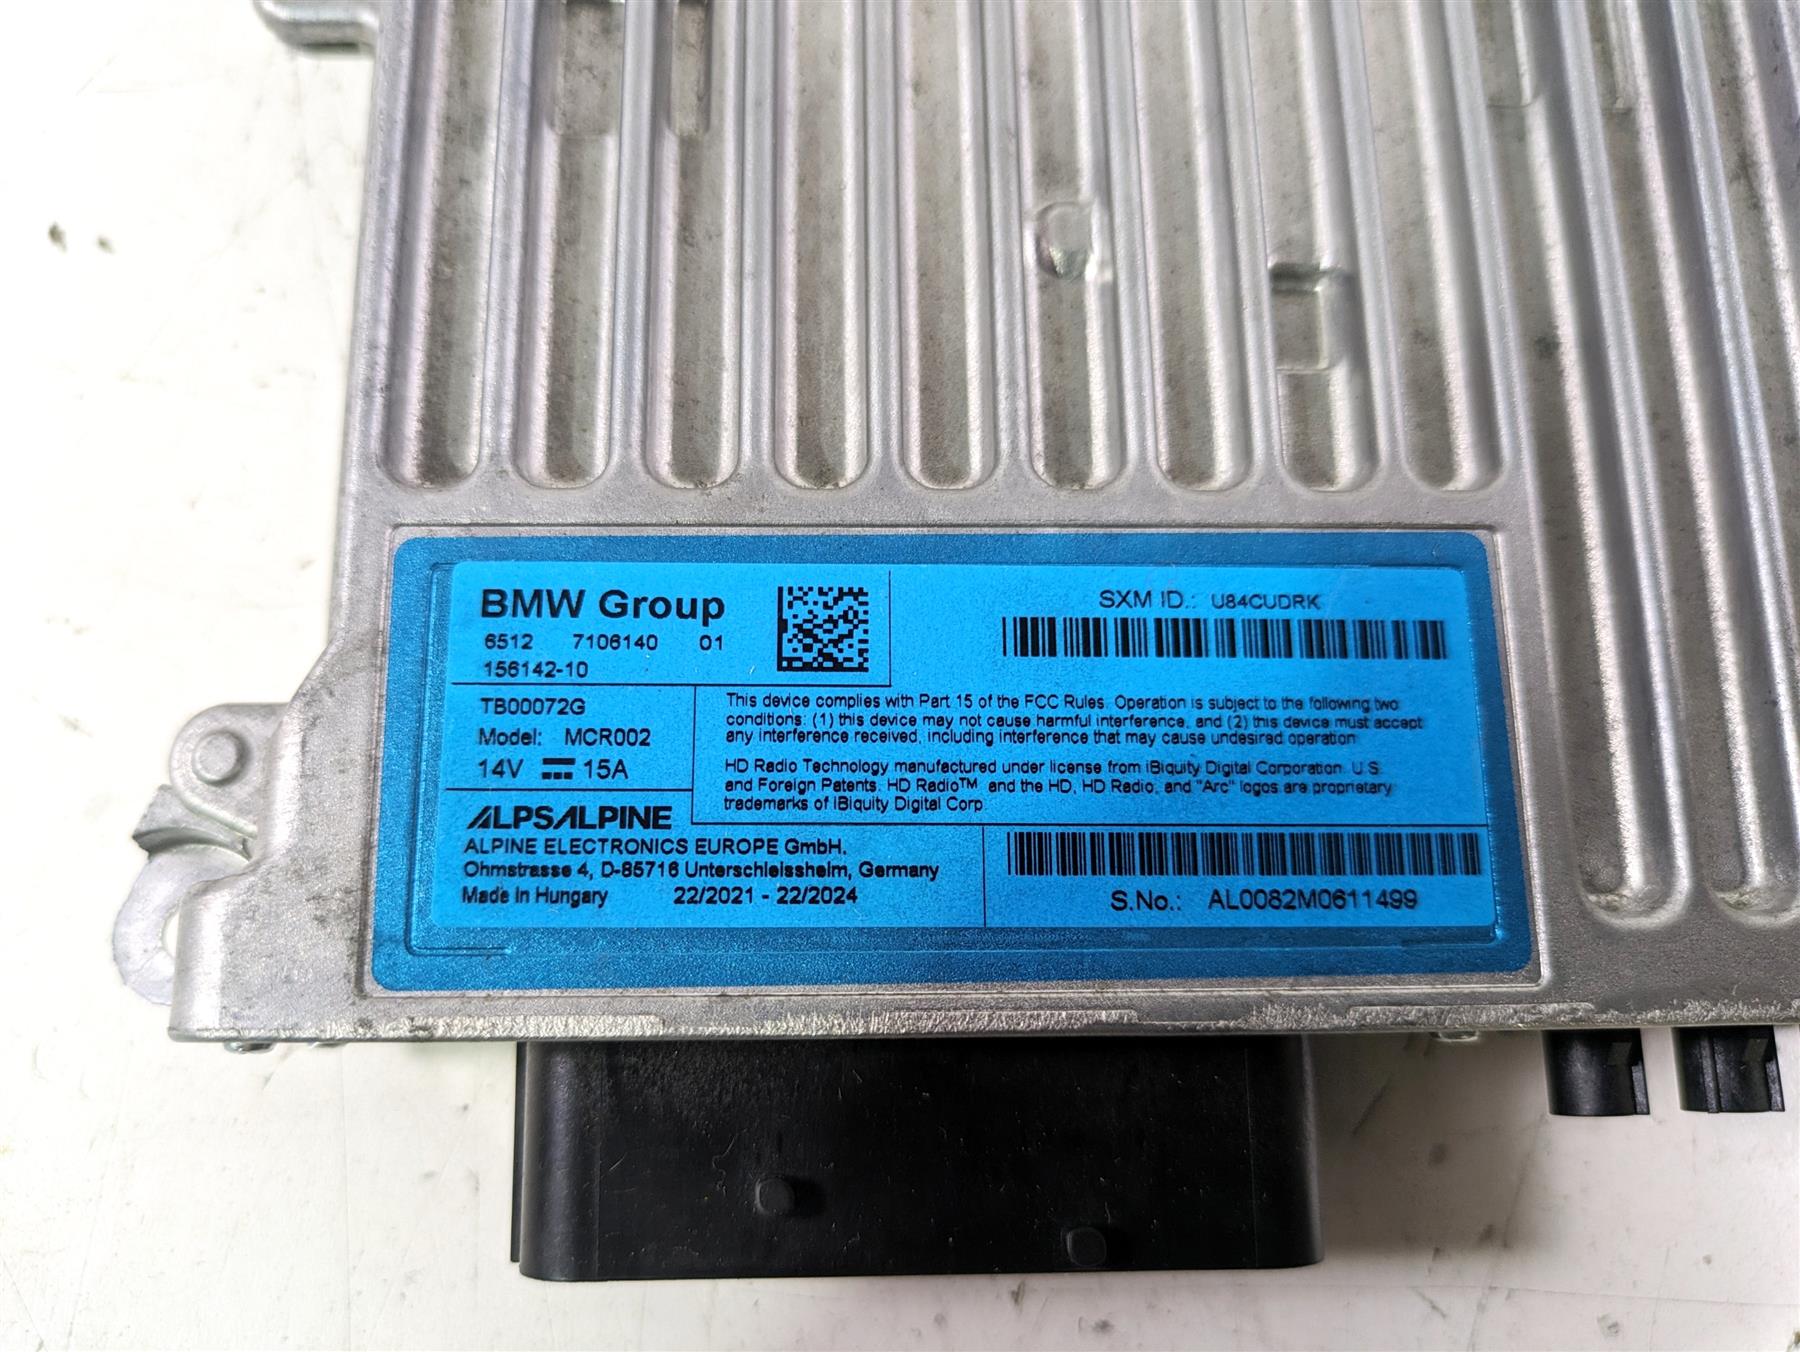 BMW Group
6512 7106140 01
156142-10
SXM ID.: U84CUDRK
TB00072G
Model: MCR002
14V 15A
This device complies with Part 15 of the FCC Rules. Operation is subject to the following two
conditions: (1) this device may not cause harmful interference, and (2) this device must accept
any interference received, including interference that may cause undesired operation
HD Radio Technology manufactured under license from iBiquity Digital Corporation. U.S.
and Foreign Patents. HD Radio™ and the HD, HD Radio, and "Arc" logos are proprietary
trademarks of iBiquity Digital Corp.
ALPSALPINE
ALPINE ELECTRONICS EUROPE GmbH.
Ohmstrasse 4, D-85716 Unterschleissheim, Germany
Made in Hungary 22/2021 - 22/2024
S.No.: AL0082M0611499